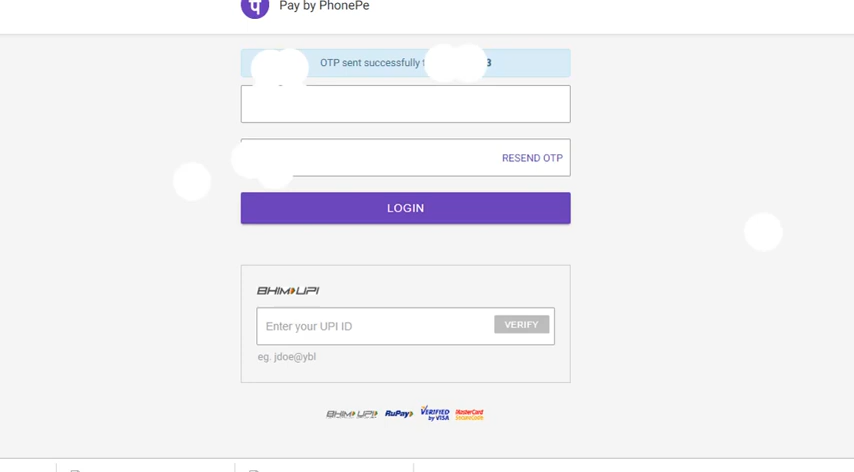 Pay by PhonePe
OTP sent successfully
RESEND OTP
LOGIN
BHIM UPI
Enter your UPI ID
VERIFY
eg. jdoe@ybl
BHIM UPI RuPay VERIFIED by VISA MasterCard SecureCode